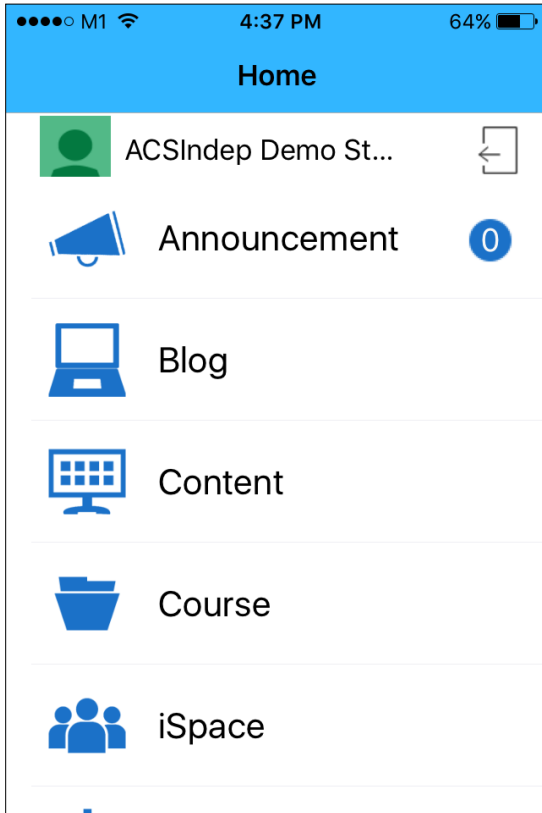 M1 4:37 PM 64%
Home
ACSIndep Demo St...
Announcement 0
Blog
Content
Course
iSpace